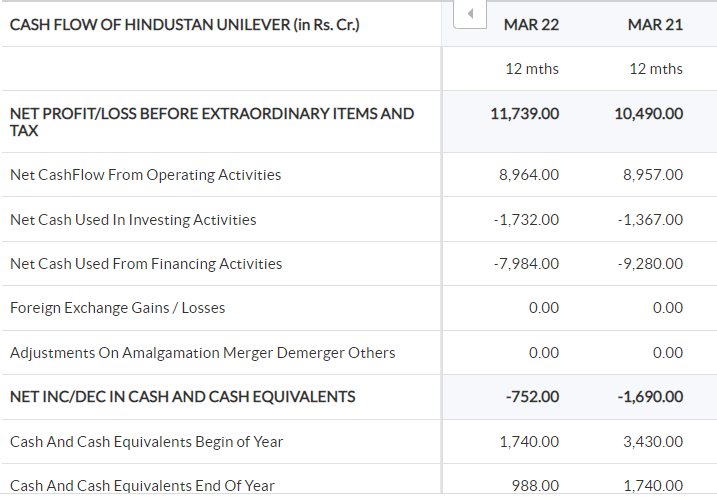 CASH FLOW OF HINDUSTAN UNILEVER (in Rs. Cr.) MAR 22 MAR 21
12 mths 12 mths
NET PROFIT/LOSS BEFORE EXTRAORDINARY ITEMS AND 11,739.00 10,490.00
TAX
Net CashFlow From Operating Activities 8,964.00 8,957.00
Net Cash Used In Investing Activities -1,732.00 -1,367.00
Net Cash Used From Financing Activities -7,984.00 -9,280.00
Foreign Exchange Gains / Losses 0.00 0.00
Adjustments On Amalgamation Merger Demerger Others 0.00 0.00
NET INC/DEC IN CASH AND CASH EQUIVALENTS -752.00 -1,690.00
Cash And Cash Equivalents Begin of Year 1,740.00 3,430.00
Cash And Cash Equivalents End Of Year 988.00 1,740.00